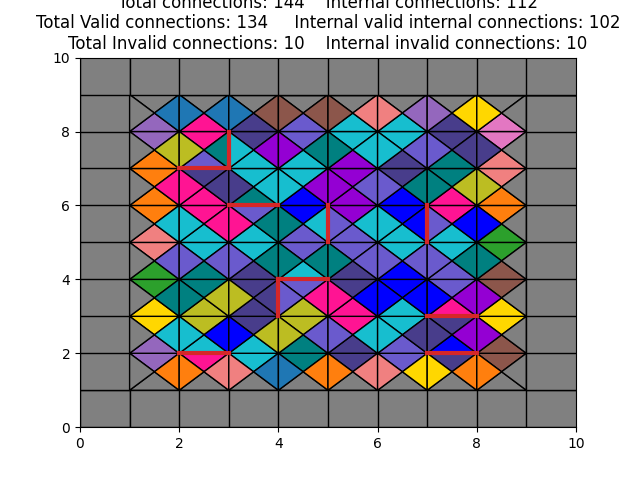 Total connections: 144    Internal connections: 112
Total Valid connections: 134     Internal valid internal connections: 102
Total Invalid connections: 10    Internal invalid connections: 10
10
8
6
4
2
0
0 2 4 6 8 10